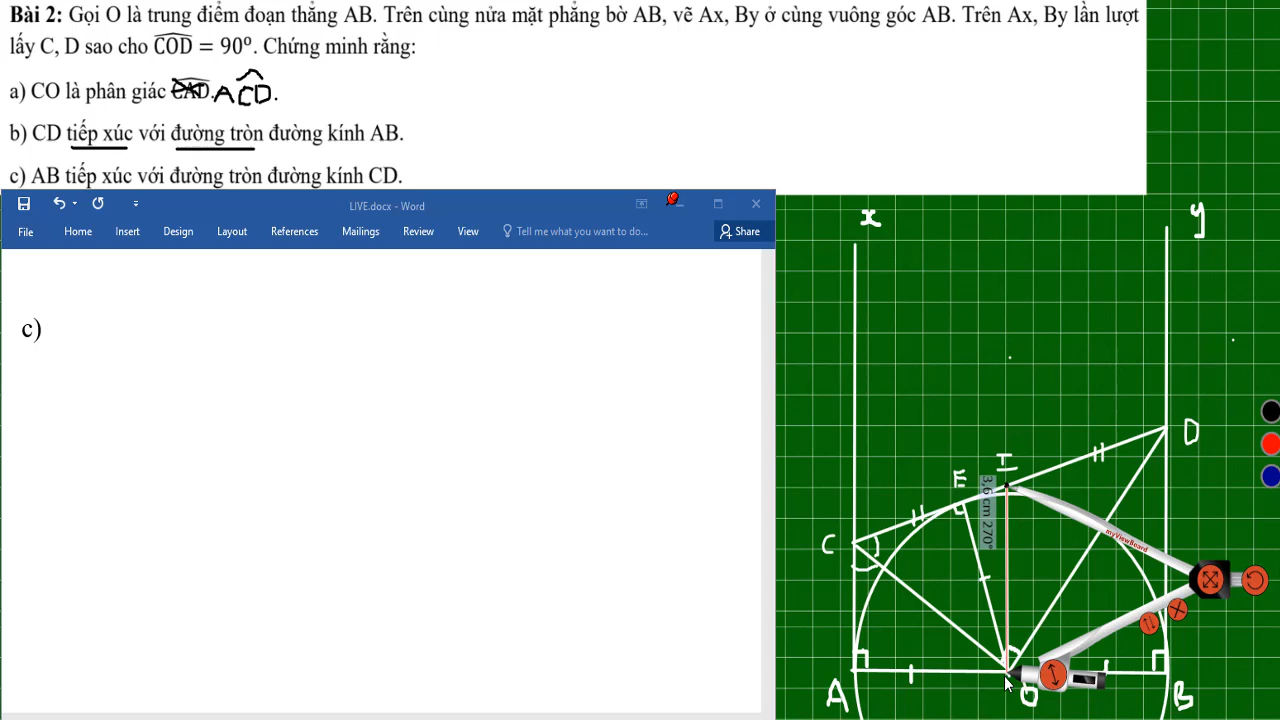 Bài 2: Gọi O là trung điểm đoạn thẳng AB. Trên cùng nửa mặt phẳng bờ AB, vẽ Ax, By ở cùng vuông góc AB. Trên Ax, By lần lượt
lấy C, D sao cho \widehat{COD} = 90°. Chứng minh rằng:
a) CO là phân giác \widehat{CAD}. A\widehat{C}D.
b) CD tiếp xúc với đường tròn đường kính AB.
c) AB tiếp xúc với đường tròn đường kính CD.
LIVE.docx - Word
File Home Insert Design Layout References Mailings Review View Tell me what you want to do... Share
c)
x
y
D
I
E
3,6 cm 270°
C
myViewBoard
A
O
B